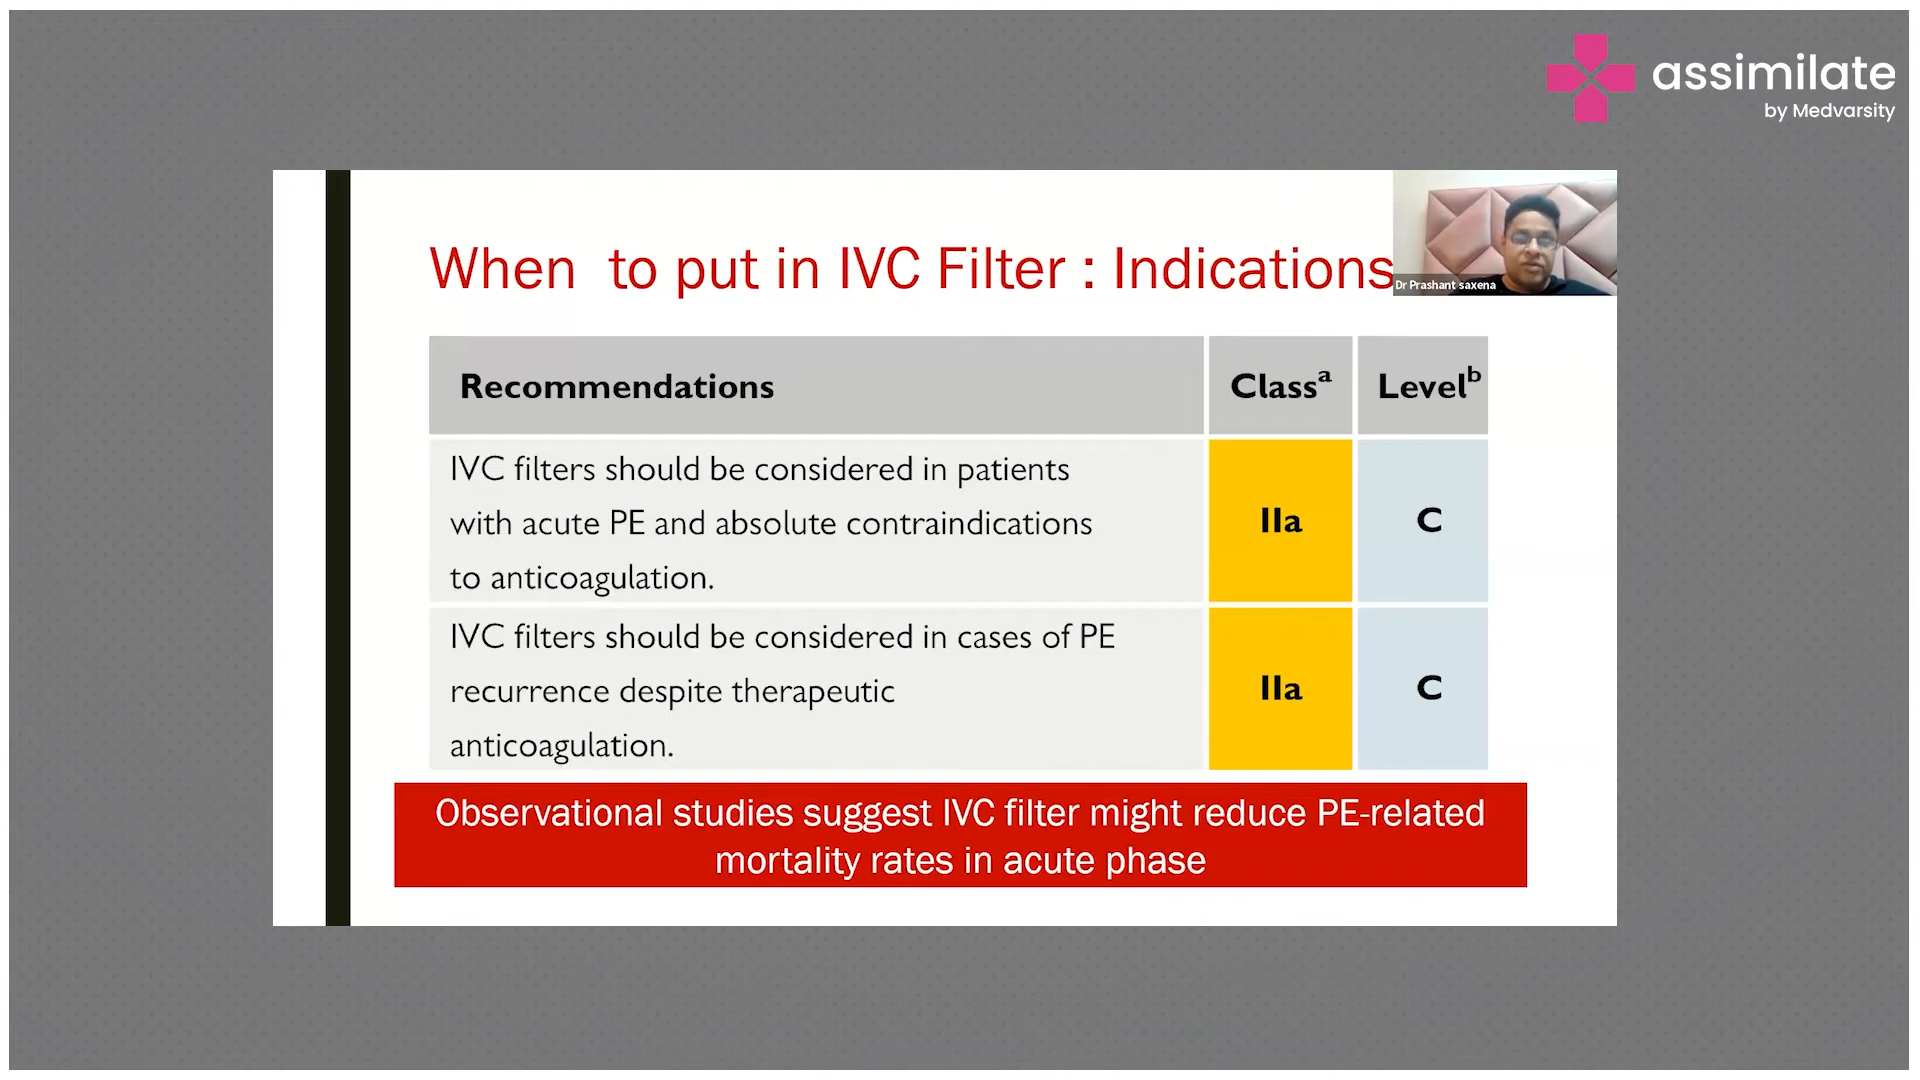 assimilate
by Medvarsity
When to put in IVC Filter : Indications
Dr Prashant saxena
Recommendations Classᵃ Levelᵇ
IVC filters should be considered in patients
with acute PE and absolute contraindications
to anticoagulation.
IIa C
IVC filters should be considered in cases of PE
recurrence despite therapeutic
anticoagulation.
IIa C
Observational studies suggest IVC filter might reduce PE-related
mortality rates in acute phase